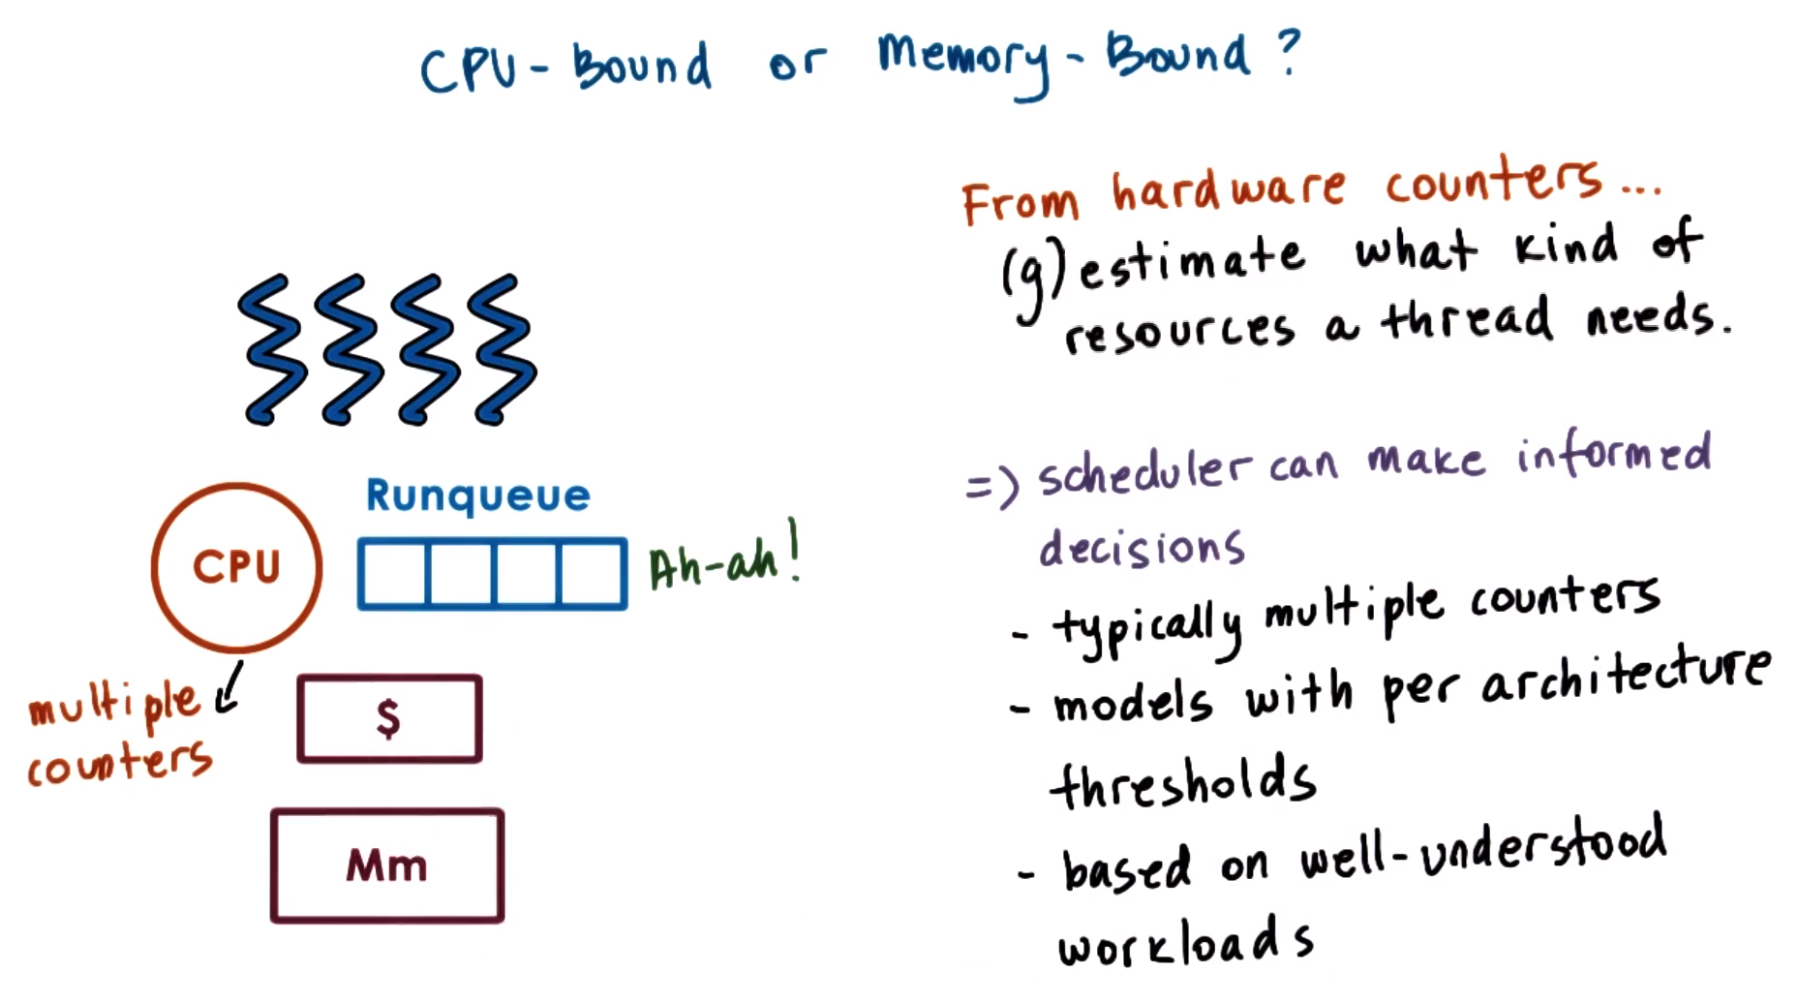 CPU-Bound or Memory-Bound?
From hardware counters...
(g)estimate what kind of
resources a thread needs.
=> scheduler can make informed
decisions
- typically multiple counters
- models with per architecture
thresholds
- based on well-understood
workloads
Runqueue
CPU
Ah-ah!
multiple
counters
$
Mm